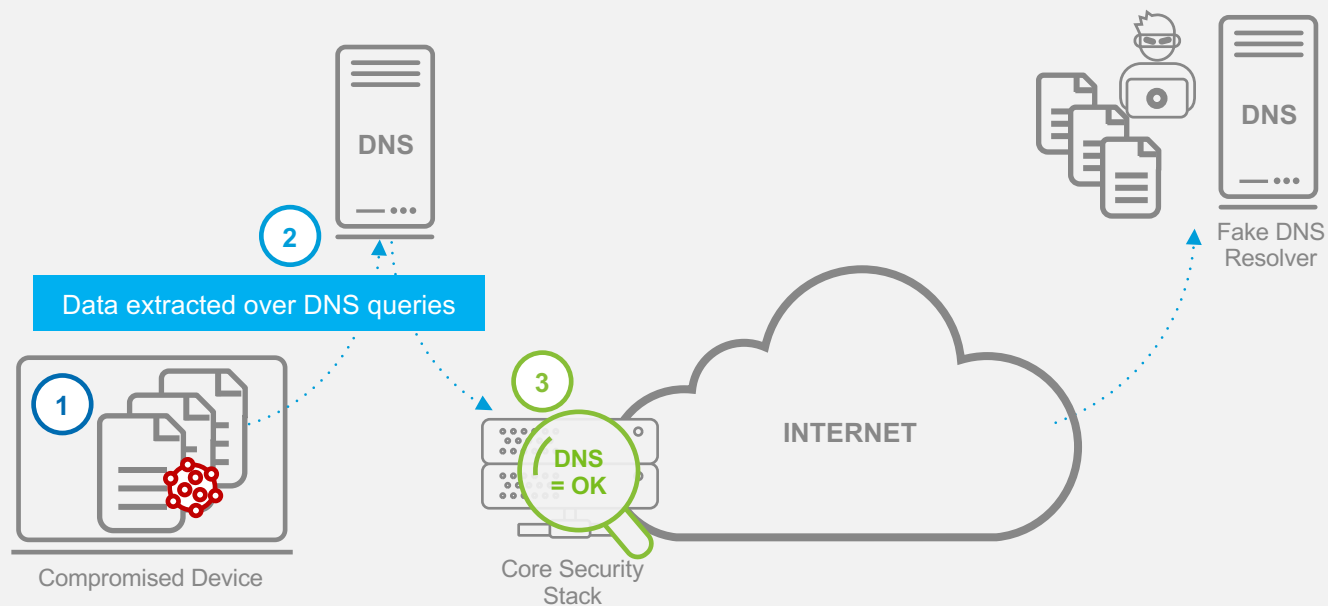 DNS
DNS
2
Fake DNS
Resolver
Data extracted over DNS queries
1
3
DNS
= OK
INTERNET
Compromised Device
Core Security
Stack